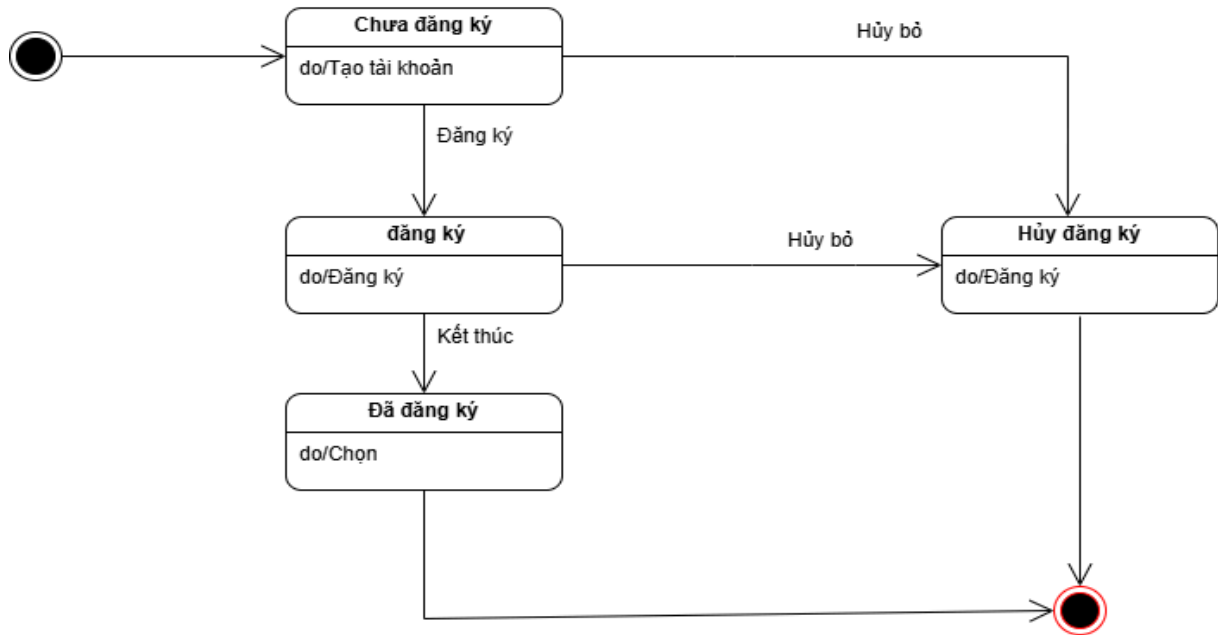 Chưa đăng ký
Hủy bỏ
do/Tạo tài khoản
Đăng ký
đăng ký
Hủy bỏ
Hủy đăng ký
do/Đăng ký
do/Đăng ký
Kết thúc
Đã đăng ký
do/Chọn